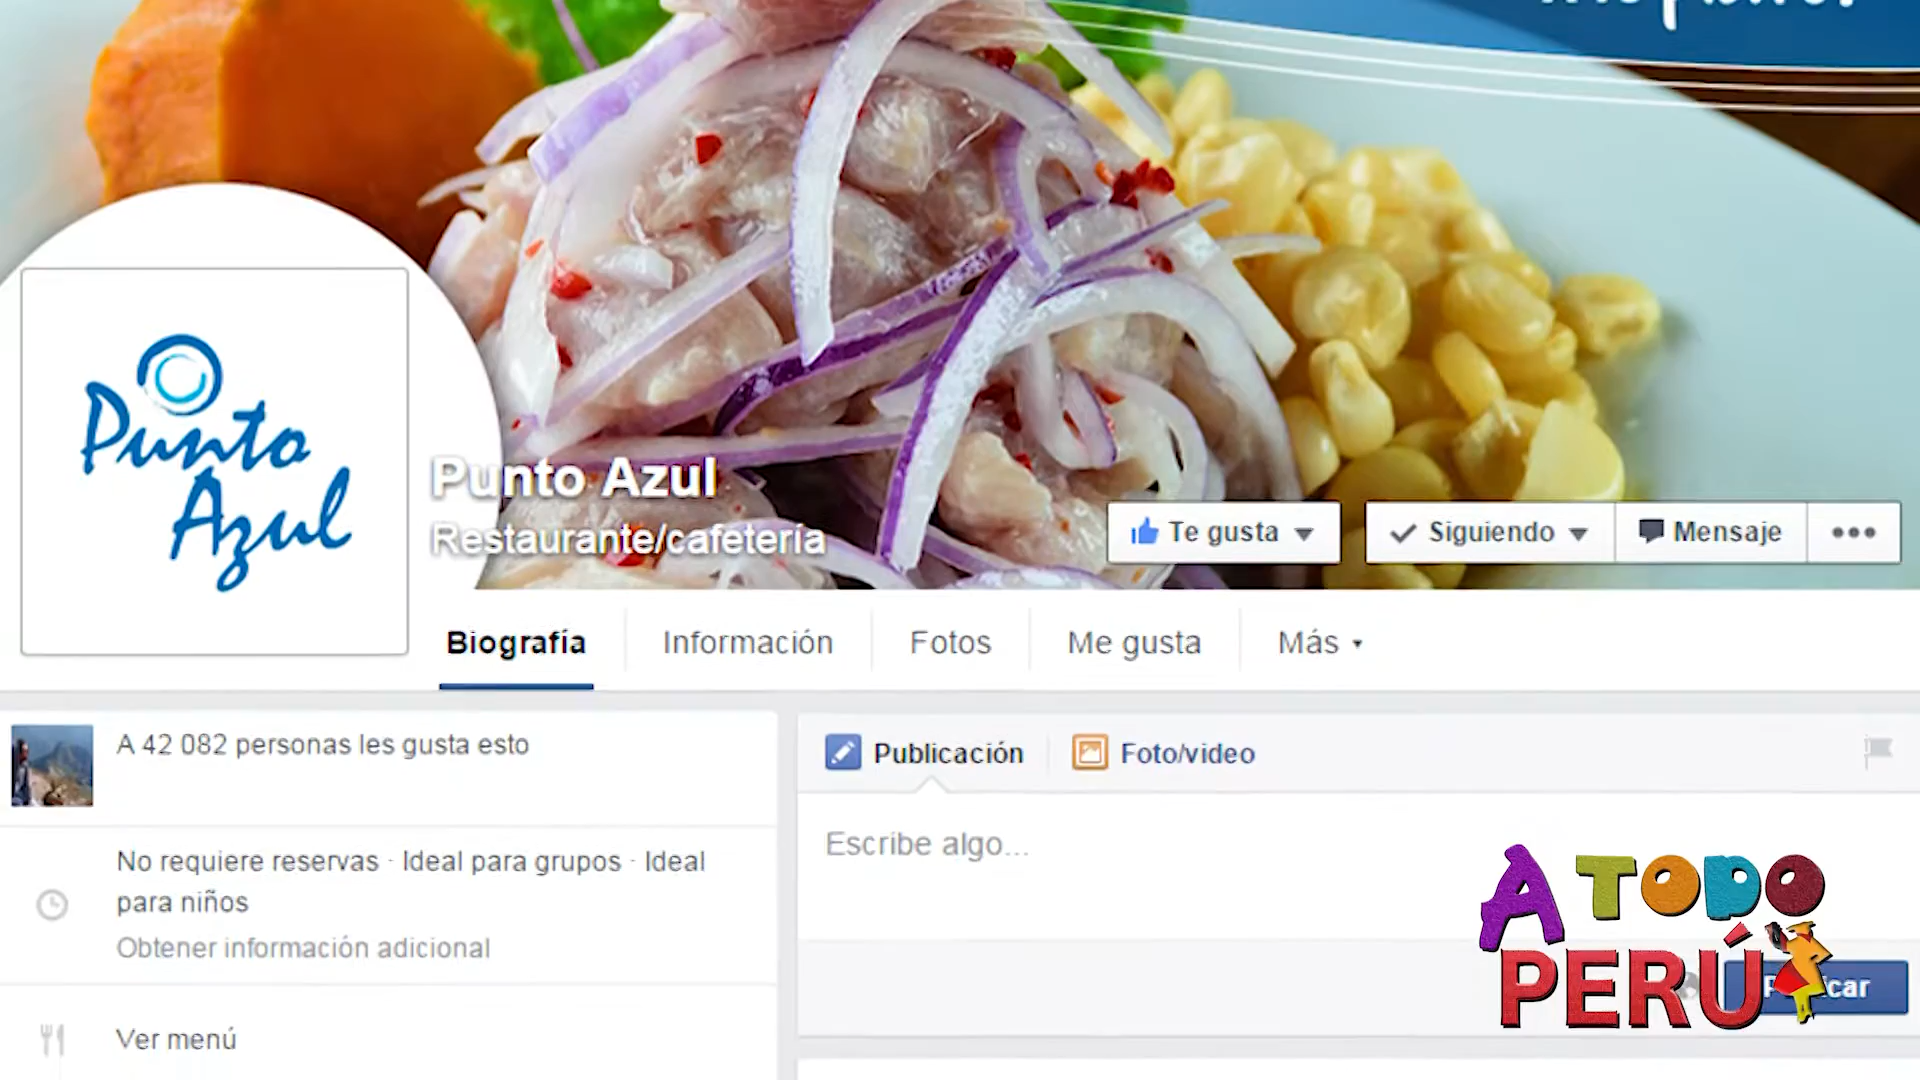 Punto
Azul
Punto Azul
Restaurante/cafetería
Te gusta
Siguiendo
Mensaje
Biografía
Información
Fotos
Me gusta
Más
A 42 082 personas les gusta esto
Publicación
Foto/video
No requiere reservas · Ideal para grupos · Ideal
para niños
Obtener información adicional
Escribe algo...
Ver menú
A TODO
PERÚ